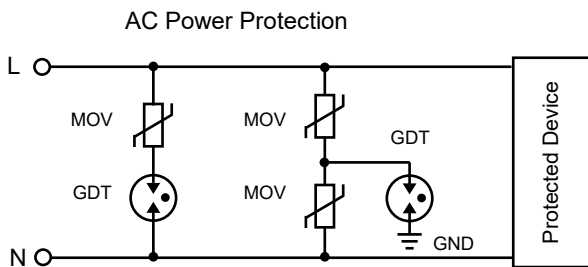 AC Power Protection
L
MOV
MOV
GDT
GDT
MOV
N
GND
Protected Device